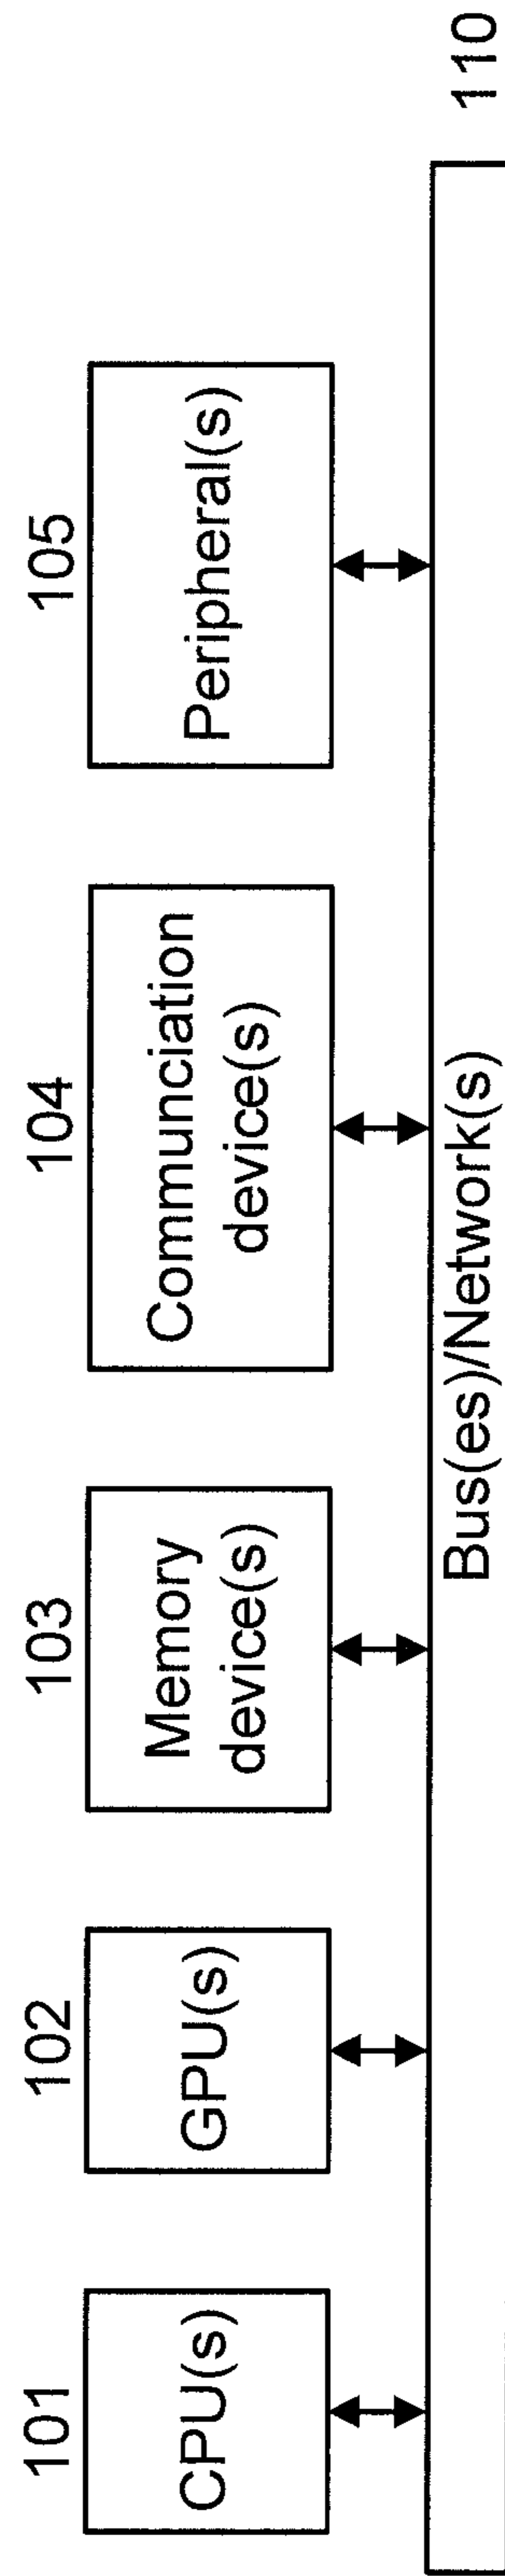 101
102
103
104
105
CPU(s)
GPU(s)
Memory
device(s)
Communciation
device(s)
Peripheral(s)
Bus(es)/Network(s)
110